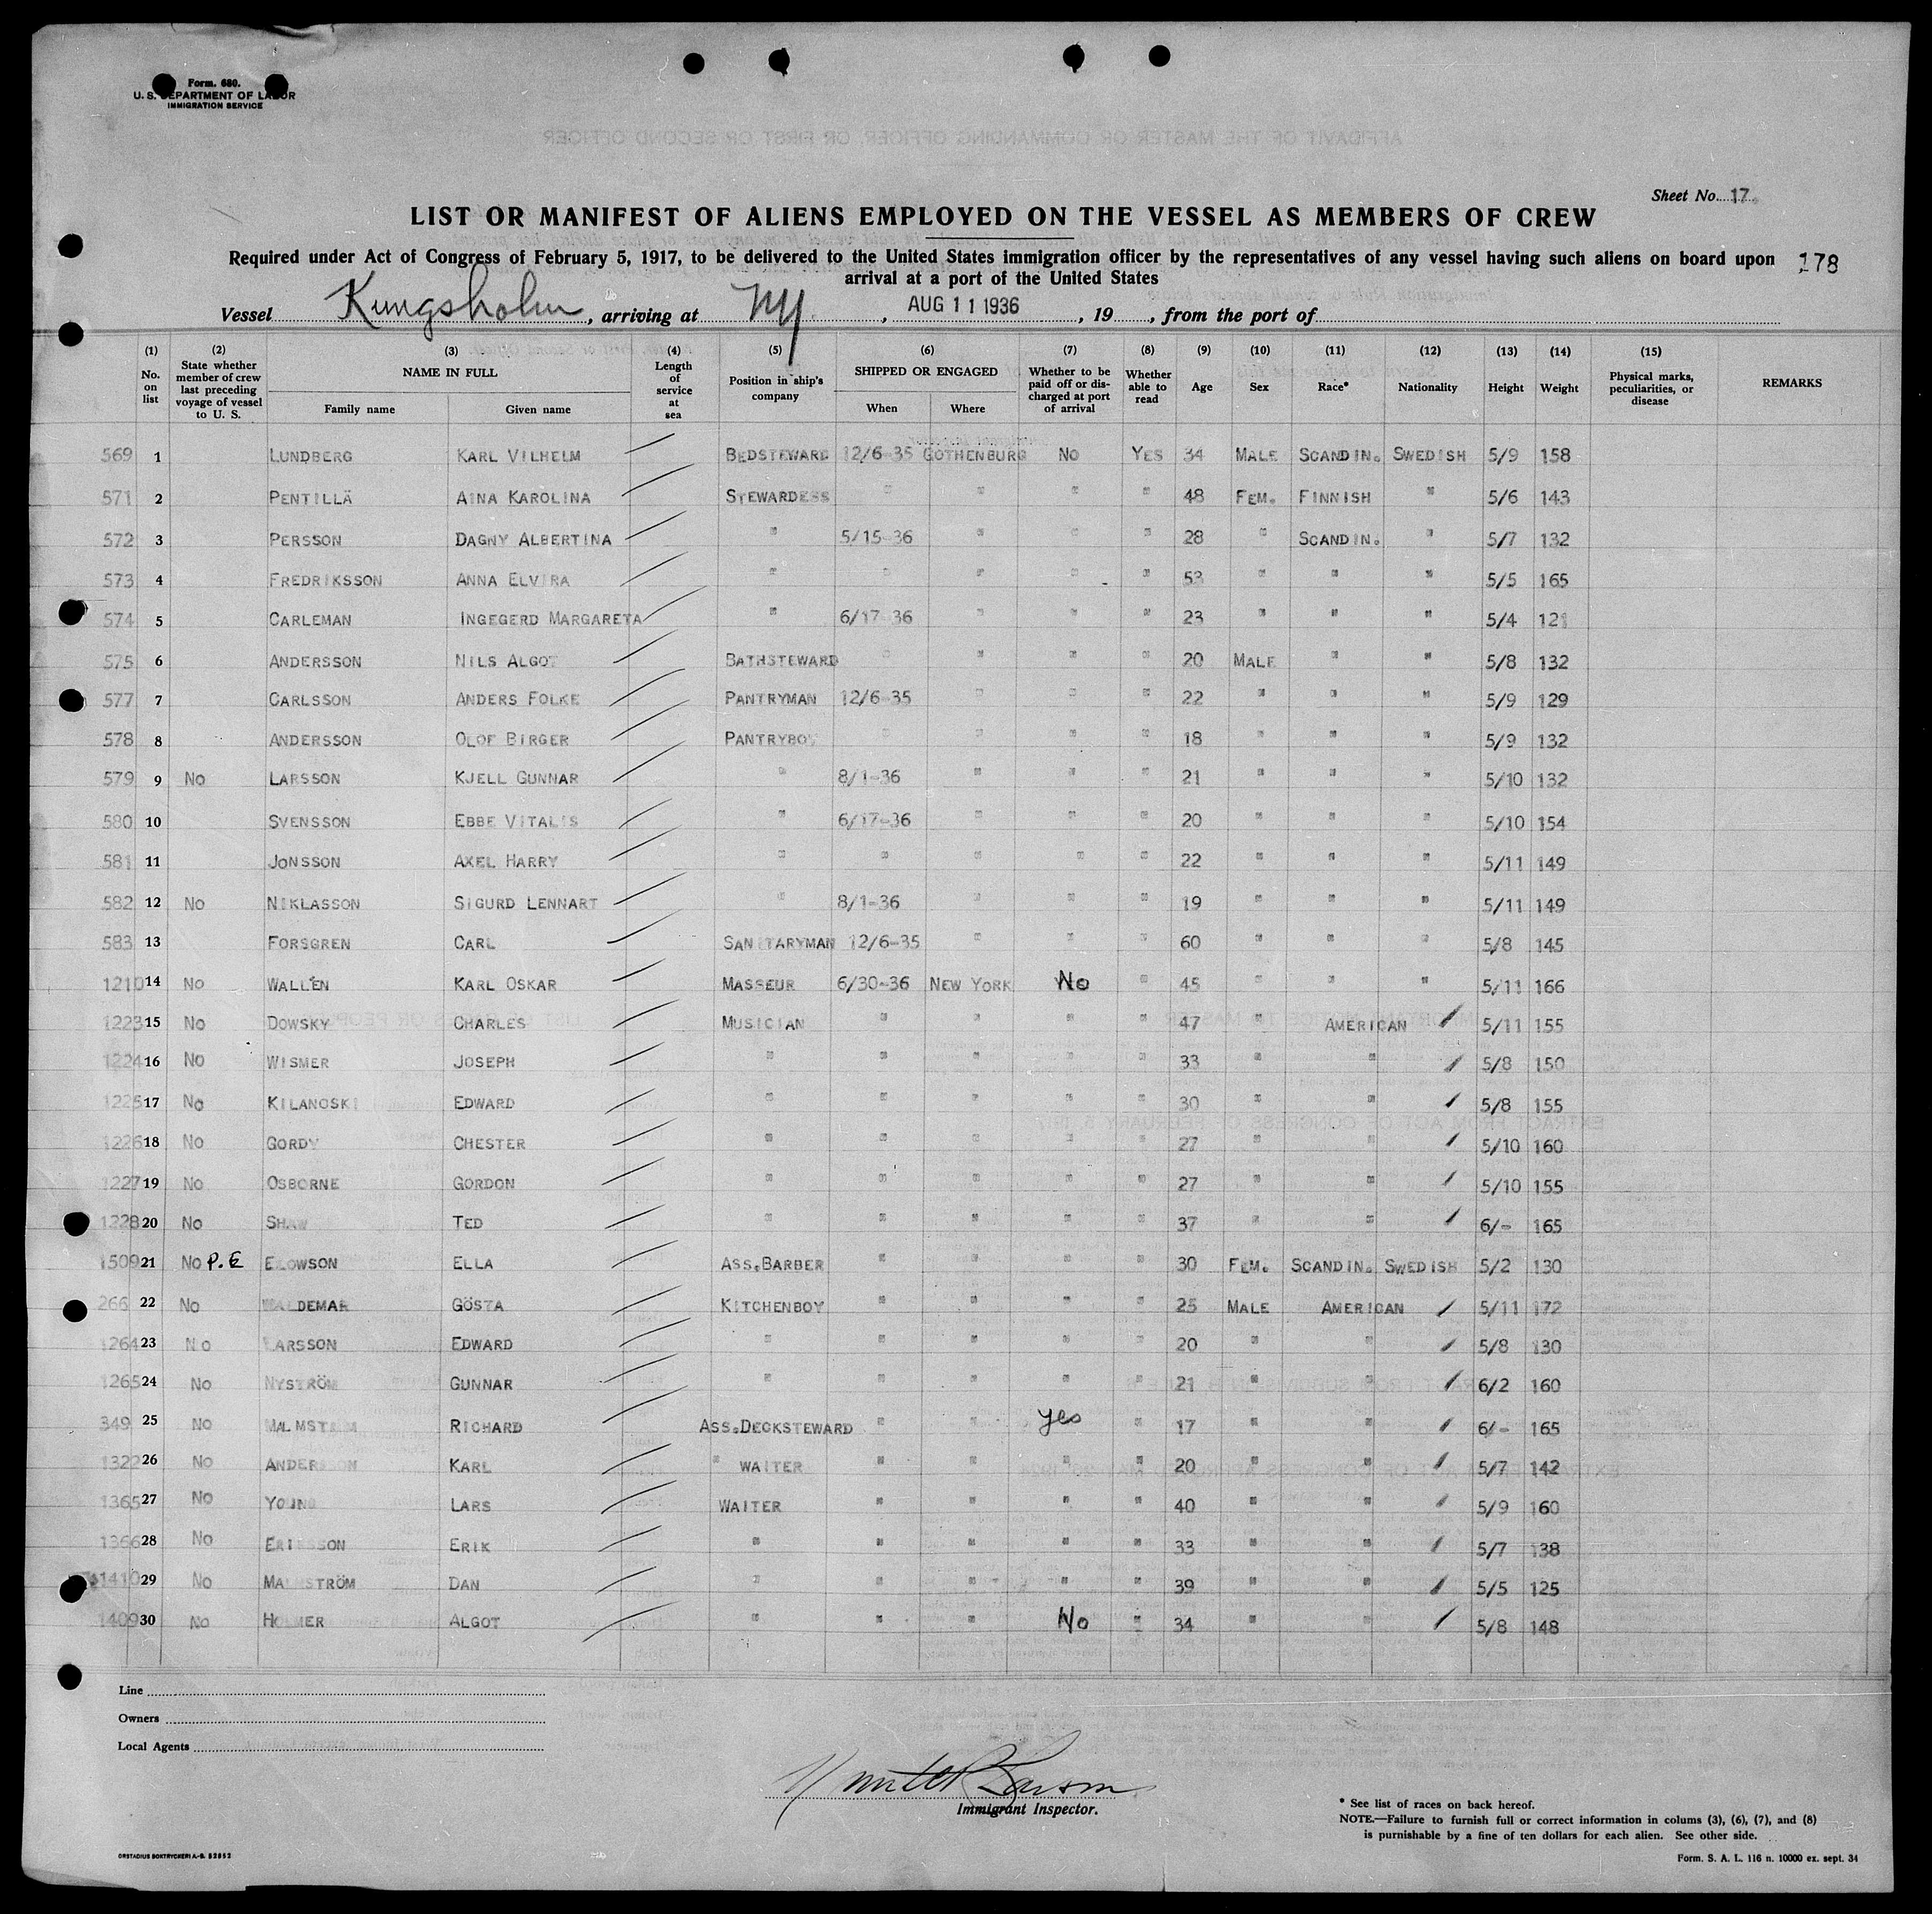 Form. 680.
U. S. DEPARTMENT OF LABOR
IMMIGRATION SERVICE
Sheet No. 17.
LIST OR MANIFEST OF ALIENS EMPLOYED ON THE VESSEL AS MEMBERS OF CREW
Required under Act of Congress of February 5, 1917, to be delivered to the United States immigration officer by the representatives of any vessel having such aliens on board upon
arrival at a port of the United States
178
Vessel Kungsholm, arriving at NY, AUG 11 1936, 19, from the port of
(1) No. on list (2) State whether member of crew last preceding voyage of vessel to U. S. (3) NAME IN FULL Family name Given name (4) Length of service at sea (5) Position in ship's company (6) SHIPPED OR ENGAGED When Where (7) Whether to be paid off or discharged at port of arrival (8) Whether able to read (9) Age (10) Sex (11) Race* (12) Nationality (13) Height (14) Weight (15) Physical marks, peculiarities, or disease REMARKS
569 1 LUNDBERG KARL VILHELM BEDSTEWARD 12/6-35 GOTHENBURG No YES 34 MALE SCANDIN. SWEDISH 5/9 158
571 2 PENTILLÄ AINA KAROLINA STEWARDESS " " " " 48 FEM. FINNISH " 5/6 143
572 3 PERSSON DAGNY ALBERTINA " 5/15-36 " " " 28 " SCANDIN. " 5/7 132
573 4 FREDRIKSSON ANNA ELVIRA " " " " " 53 " " " 5/5 165
574 5 CARLEMAN INGEGERD MARGARETA " 6/17-36 " " " 23 " " " 5/4 121
575 6 ANDERSSON NILS ALGOT BATHSTEWARD " " " " 20 MALE " " 5/8 132
577 7 CARLSSON ANDERS FOLKE PANTRYMAN 12/6-35 " " " 22 " " " 5/9 129
578 8 ANDERSSON OLOF BIRGER PANTRYBOY " " " " 18 " " " 5/9 132
579 9 No LARSSON KJELL GUNNAR " 8/1-36 " " " 21 " " " 5/10 132
580 10 SVENSSON EBBE VITALIS " 6/17-36 " " " 20 " " " 5/10 154
581 11 JONSSON AXEL HARRY " " " " " 22 " " " 5/11 149
582 12 No NIKLASSON SIGURD LENNART " 8/1-36 " " " 19 " " " 5/11 149
583 13 FORSGREN CARL SANITARYMAN 12/6-35 " " " 60 " " " 5/8 145
1210 14 No WALLÉN KARL OSKAR MASSEUR 6/30-36 NEW YORK No " 45 " " " 5/11 166
1223 15 No DOWSKY CHARLES MUSICIAN " " " " 47 " AMERICAN 5/11 155
1224 16 No WISMER JOSEPH " " " " " 33 " " 5/8 150
1225 17 No KILANOSKI EDWARD " " " " " 30 " " 5/8 155
1226 18 No GORDY CHESTER " " " " " 27 " " 5/10 160
1227 19 No OSBORNE GORDON " " " " " 27 " " 5/10 155
1228 20 No SHAW TED " " " " " 37 " " 6/- 165
1509 21 No P.E ELOWSON ELLA ASS.BARBER " " " " 30 FEM. SCANDIN. SWEDISH 5/2 130
266 22 No WALDEMAR GÖSTA KITCHENBOY " " " " 25 MALE AMERICAN 5/11 172
1264 23 No LARSSON EDWARD " " " " " 20 " " 5/8 130
1265 24 No NYSTRÖM GUNNAR " " " " " 21 " " 6/2 160
349 25 No MALMSTRÖM RICHARD ASS.DECKSTEWARD " " yes " 17 " " 6/- 165
1322 26 No ANDERSSON KARL " WAITER " " " " 20 " " 5/7 142
1365 27 No YOUNG LARS WAITER " " " " 40 " " 5/9 160
1366 28 No ERIKSSON ERIK " " " " " 33 " " 5/7 138
1410 29 No MALMSTRÖM DAN " " " " " 39 " " 5/5 125
1409 30 No HOLMER ALGOT " " " No " 34 " " 5/8 148
Line
Owners
Local Agents
Immigrant Inspector.
* See list of races on back hereof.
NOTE.—Failure to furnish full or correct information in colums (3), (6), (7), and (8)
is purnishable by a fine of ten dollars for each alien. See other side.
ORSTADIUS BOKTRYCKERI A.-B. 52852
Form. S. A. L. 116 n. 10000 ex. sept. 34